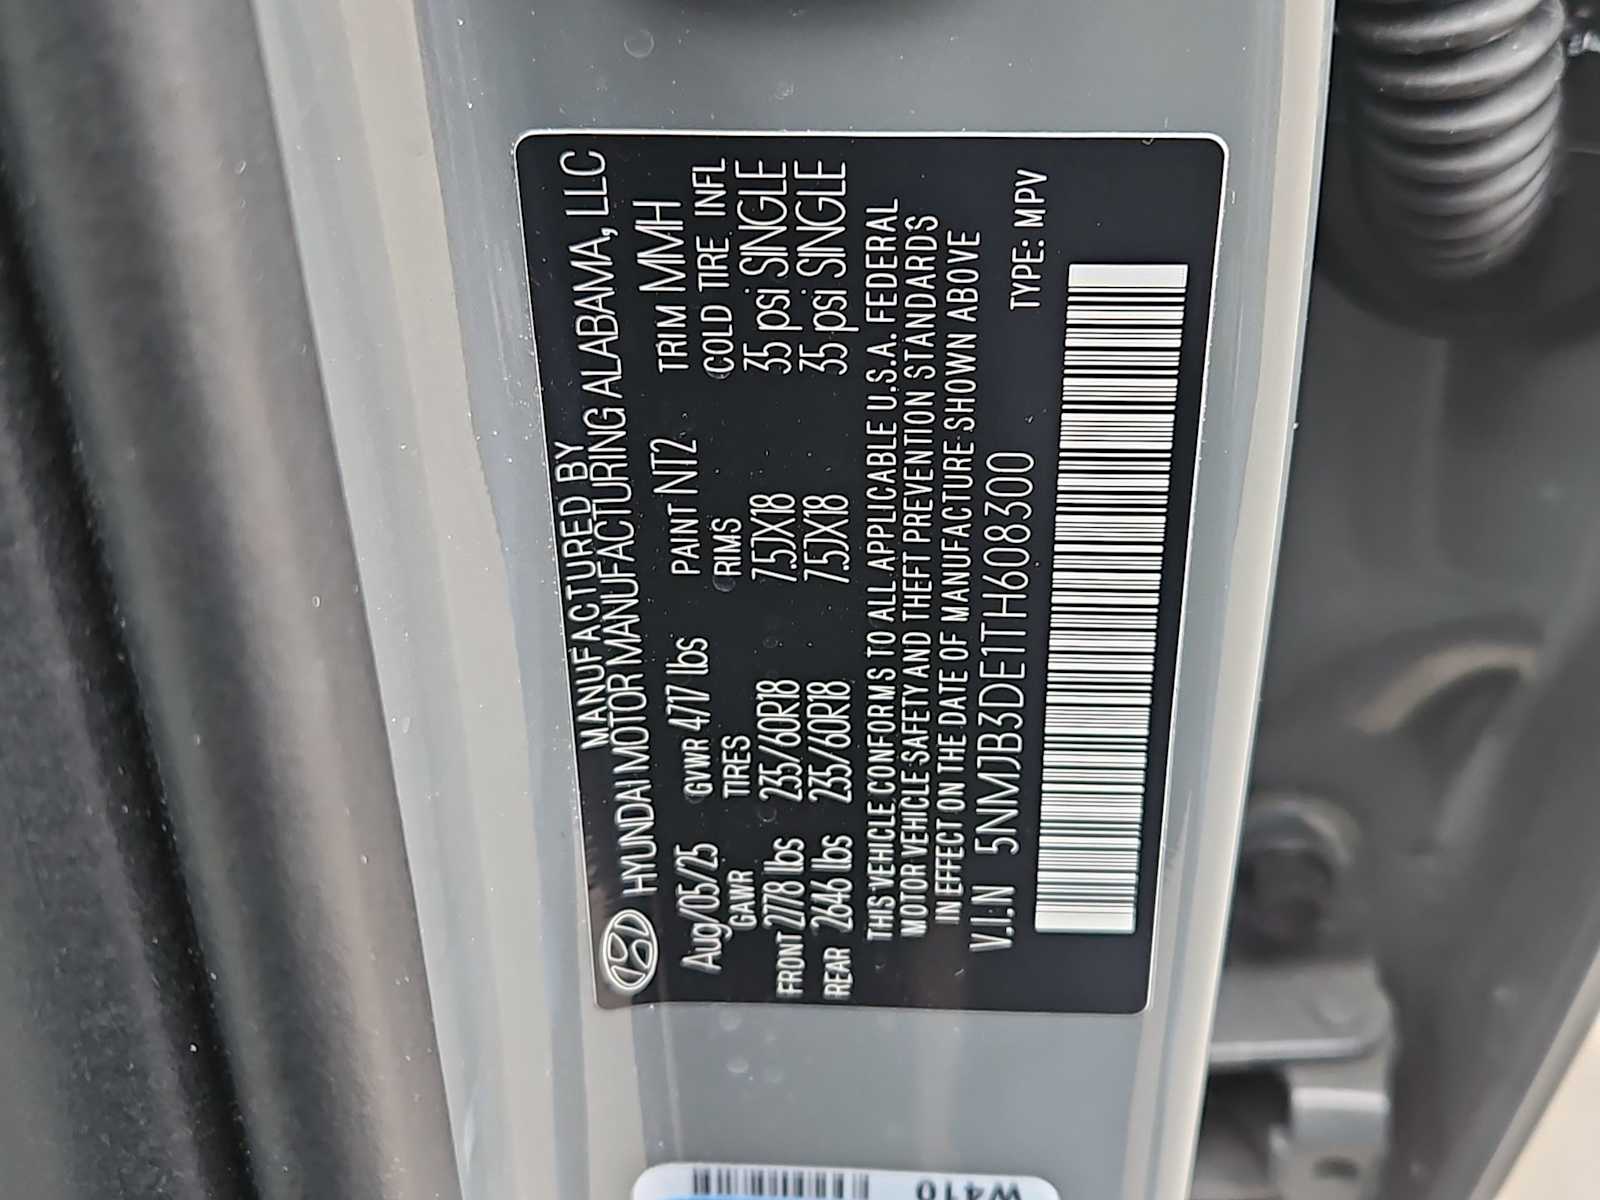 MANUFACTURED BY
HYUNDAI MOTOR MANUFACTURING ALABAMA, LLC
Aug/05/25 GVWR 4717 lbs PAINT NT2 TRIM MMH
GAWR TIRES RIMS COLD TIRE INFL
FRONT 2778 lbs 235/60R18 7.5JX18 35 psi SINGLE
REAR 2646 lbs 235/60R18 7.5JX18 35 psi SINGLE
THIS VEHICLE CONFORMS TO ALL APPLICABLE U.S.A. FEDERAL
MOTOR VEHICLE SAFETY AND THEFT PREVENTION STANDARDS
IN EFFECT ON THE DATE OF MANUFACTURE SHOWN ABOVE
V.I.N 5NMJB3DE1TH608300 TYPE: MPV
W410